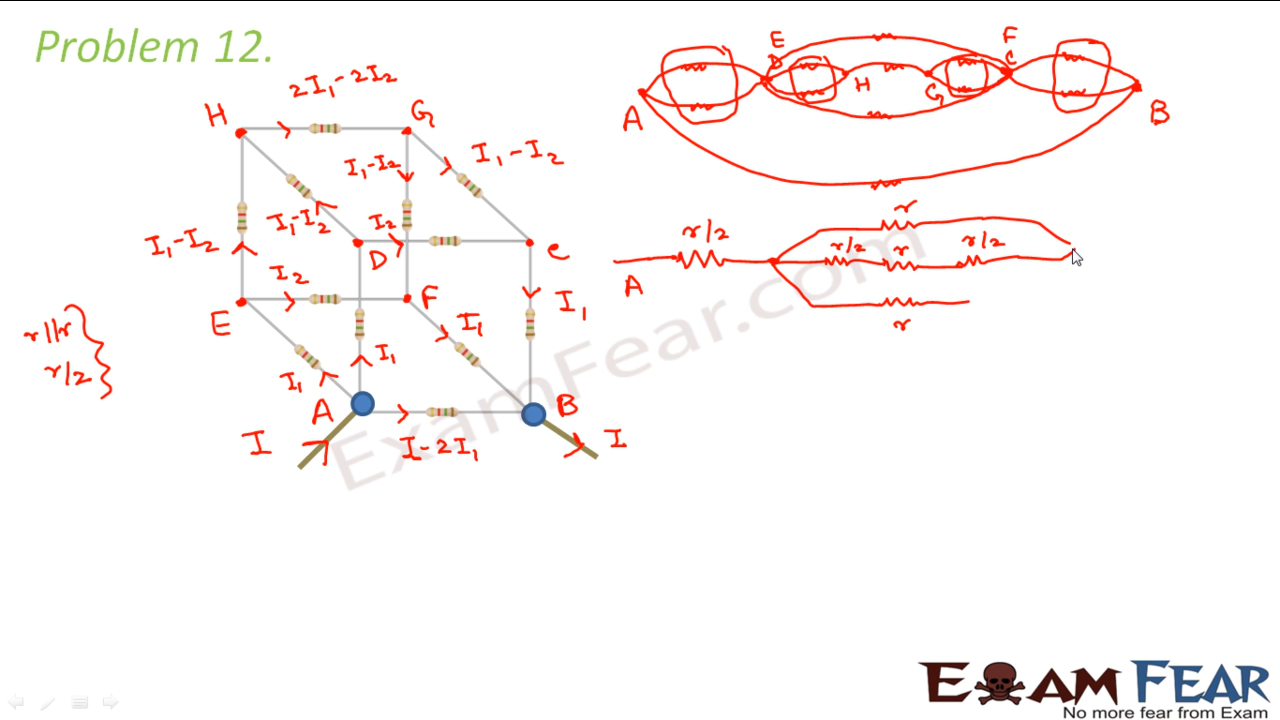 Problem 12.
2I₁-2I₂
H
G
I₁-I₂
I₁-I₂
I₁-I₂
I₁-I₂
I₂
D
C
I₂
E
F
I₁
I₁
I₁
I₁
A
B
I
I-2I₁
I
r||r
r/2
E
D
F
C
A
H
G
B
r
r/2
r/2
r
r/2
A
r
ExamFear.com
EXAM FEAR
No more fear from Exam